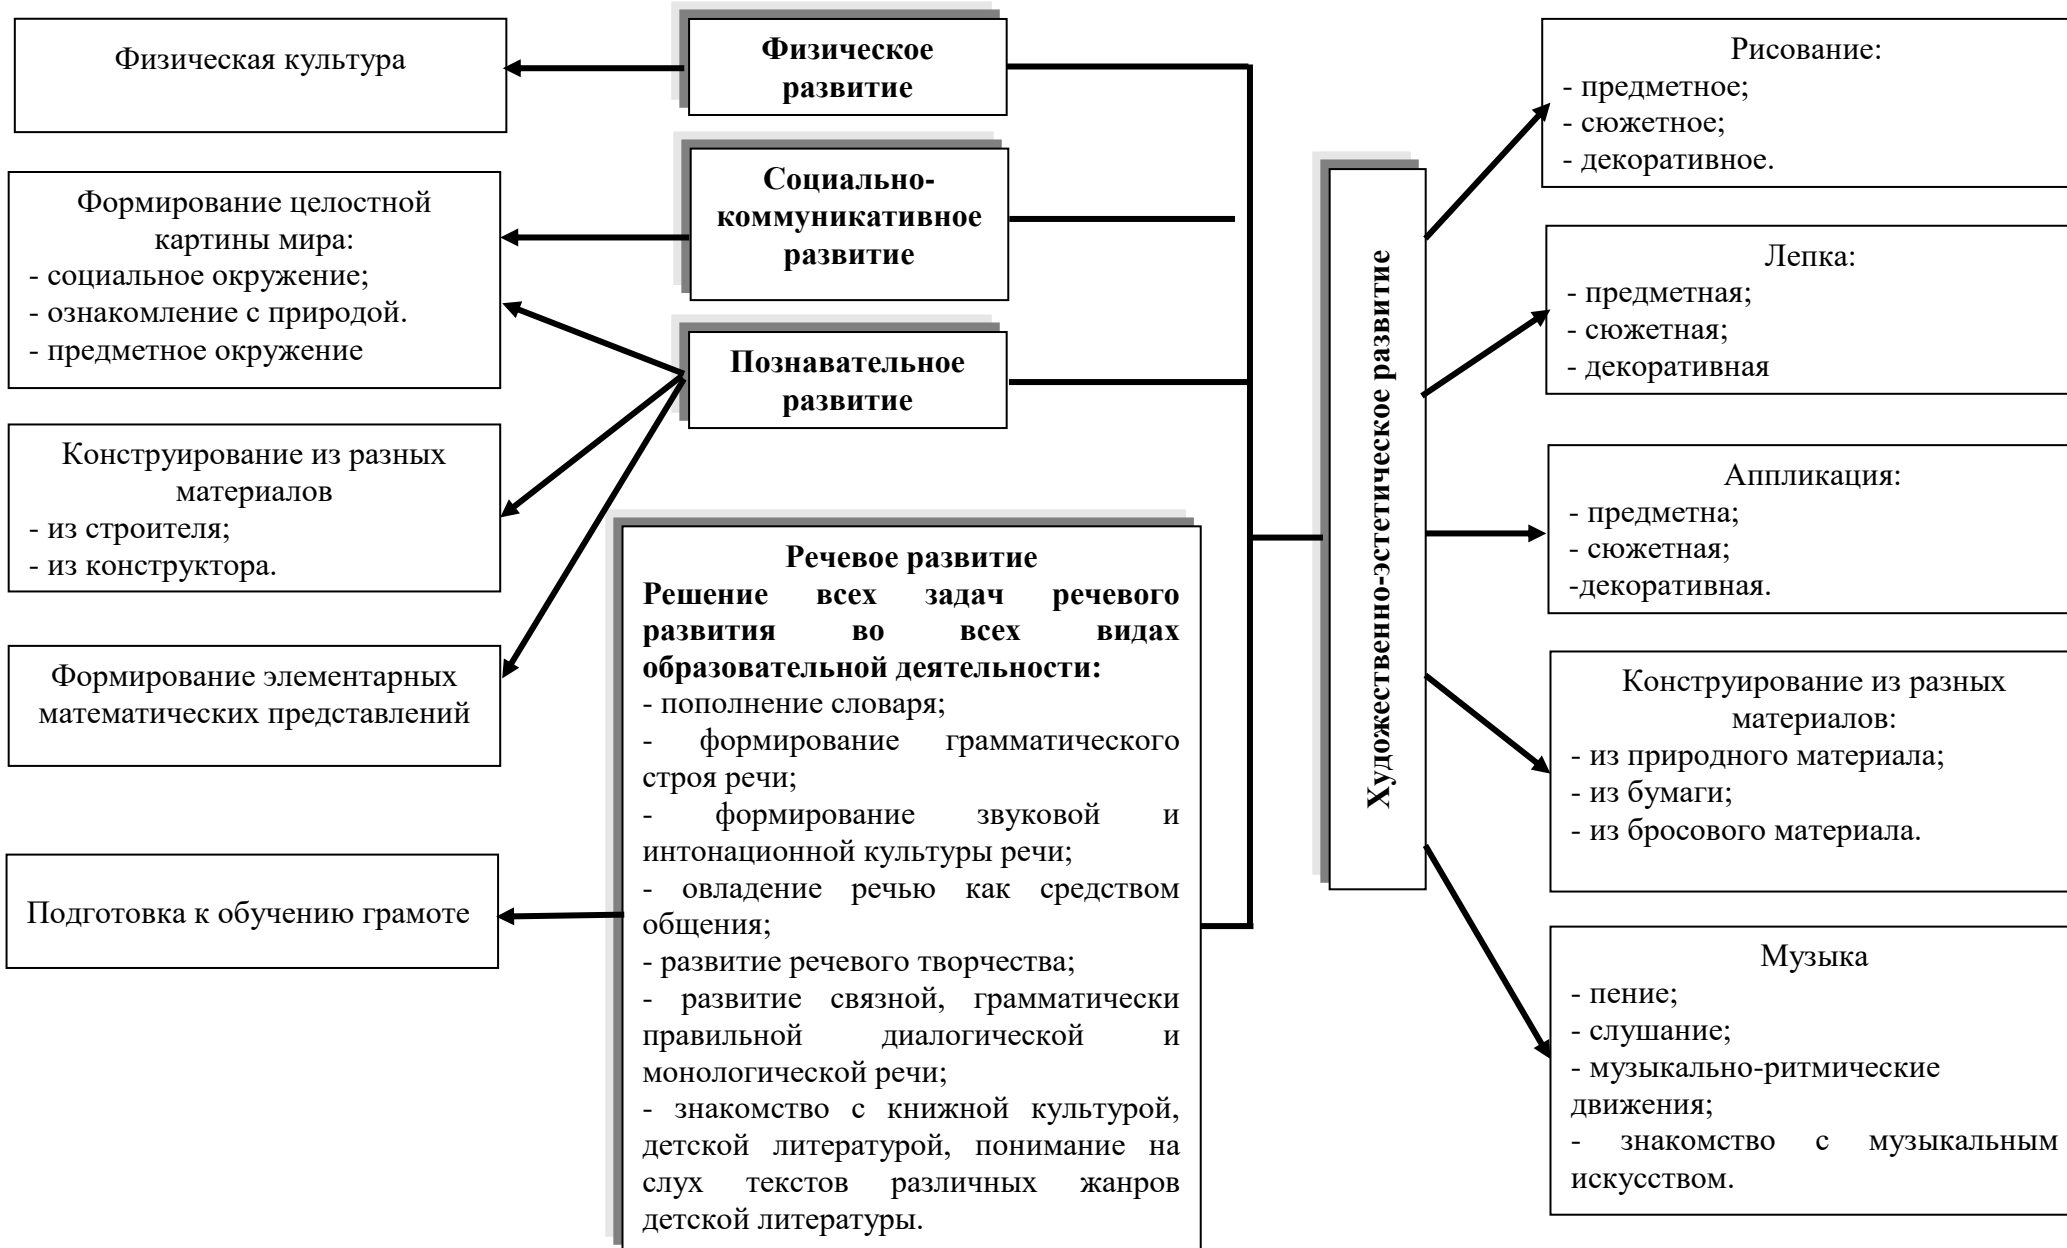 Физическая культура
Формирование целостной
картины мира:
- социальное окружение;
- ознакомление с природой.
- предметное окружение
Конструирование из разных
материалов
- из строителя;
- из конструктора.
Формирование элементарных
математических представлений
Подготовка к обучению грамоте
Физическое
развитие
Социально-
коммуникативное
развитие
Познавательное
развитие
Речевое развитие
Решение всех задач речевого
развития во всех видах
образовательной деятельности:
- пополнение словаря;
- формирование грамматического
строя речи;
- формирование звуковой и
интонационной культуры речи;
- овладение речью как средством
общения;
- развитие речевого творчества;
- развитие связной, грамматически
правильной диалогической и
монологической речи;
- знакомство с книжной культурой,
детской литературой, понимание на
слух текстов различных жанров
детской литературы.
Художественно-эстетическое развитие
Рисование:
- предметное;
- сюжетное;
- декоративное.
Лепка:
- предметная;
- сюжетная;
- декоративная
Аппликация:
- предметна;
- сюжетная;
-декоративная.
Конструирование из разных
материалов:
- из природного материала;
- из бумаги;
- из бросового материала.
Музыка
- пение;
- слушание;
- музыкально-ритмические
движения;
- знакомство с музыкальным
искусством.